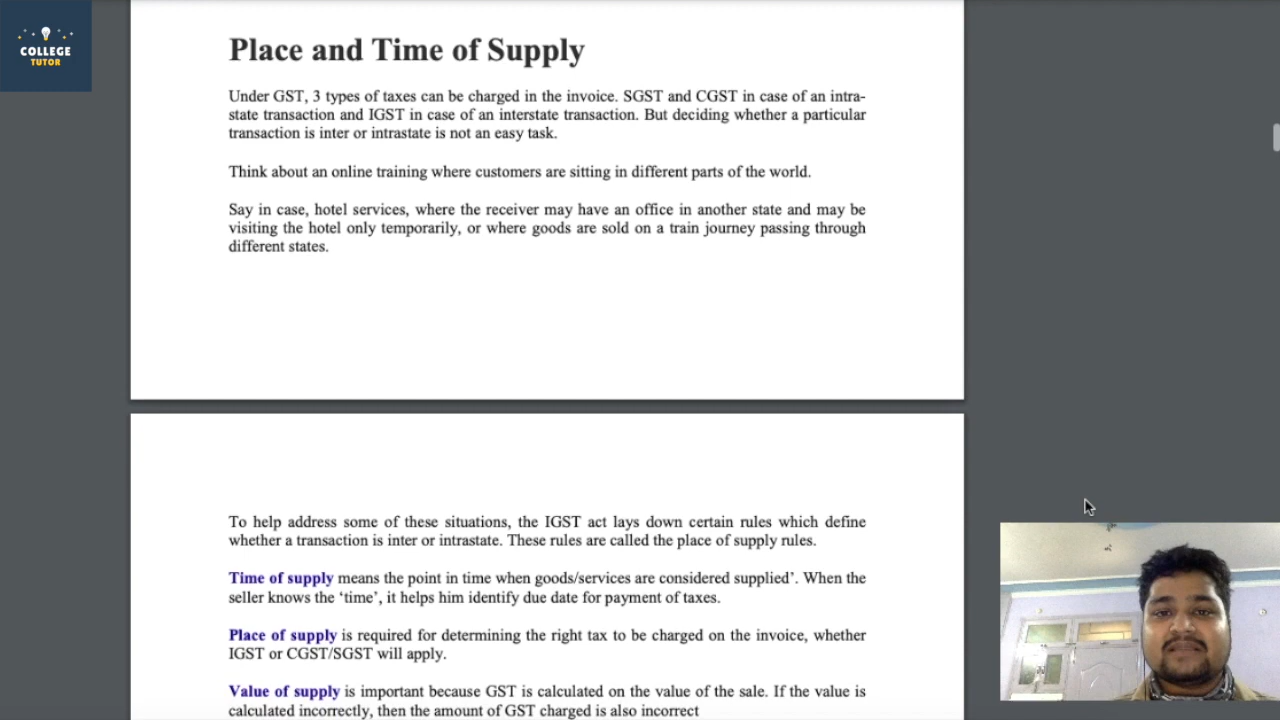 COLLEGE
TUTOR
Place and Time of Supply
Under GST, 3 types of taxes can be charged in the invoice. SGST and CGST in case of an intra-
state transaction and IGST in case of an interstate transaction. But deciding whether a particular
transaction is inter or intrastate is not an easy task.
Think about an online training where customers are sitting in different parts of the world.
Say in case, hotel services, where the receiver may have an office in another state and may be
visiting the hotel only temporarily, or where goods are sold on a train journey passing through
different states.
To help address some of these situations, the IGST act lays down certain rules which define
whether a transaction is inter or intrastate. These rules are called the place of supply rules.
Time of supply means the point in time when goods/services are considered supplied’. When the
seller knows the ‘time’, it helps him identify due date for payment of taxes.
Place of supply is required for determining the right tax to be charged on the invoice, whether
IGST or CGST/SGST will apply.
Value of supply is important because GST is calculated on the value of the sale. If the value is
calculated incorrectly, then the amount of GST charged is also incorrect